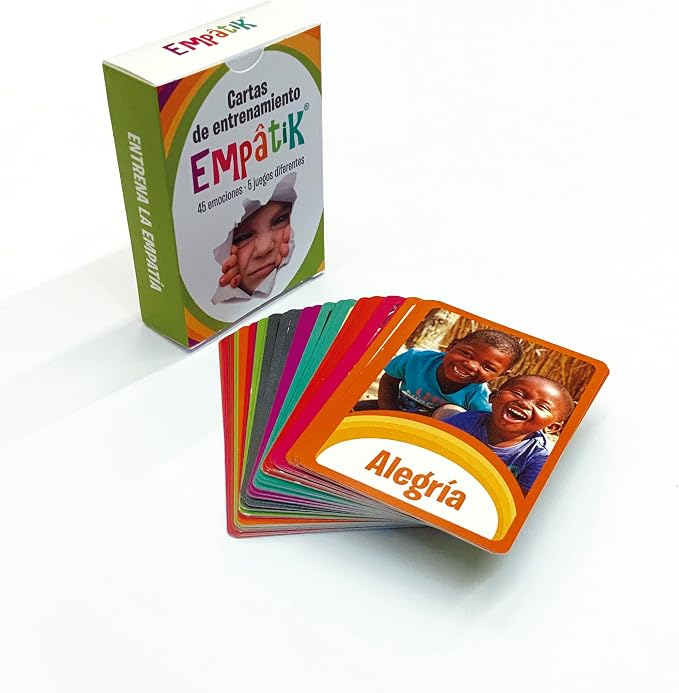 EMPÂTIK®
Cartas
de entrenamiento
EMPÂTIK®
45 emociones - 5 juegos diferentes
ENTRENA LA EMPATÍA
Alegría